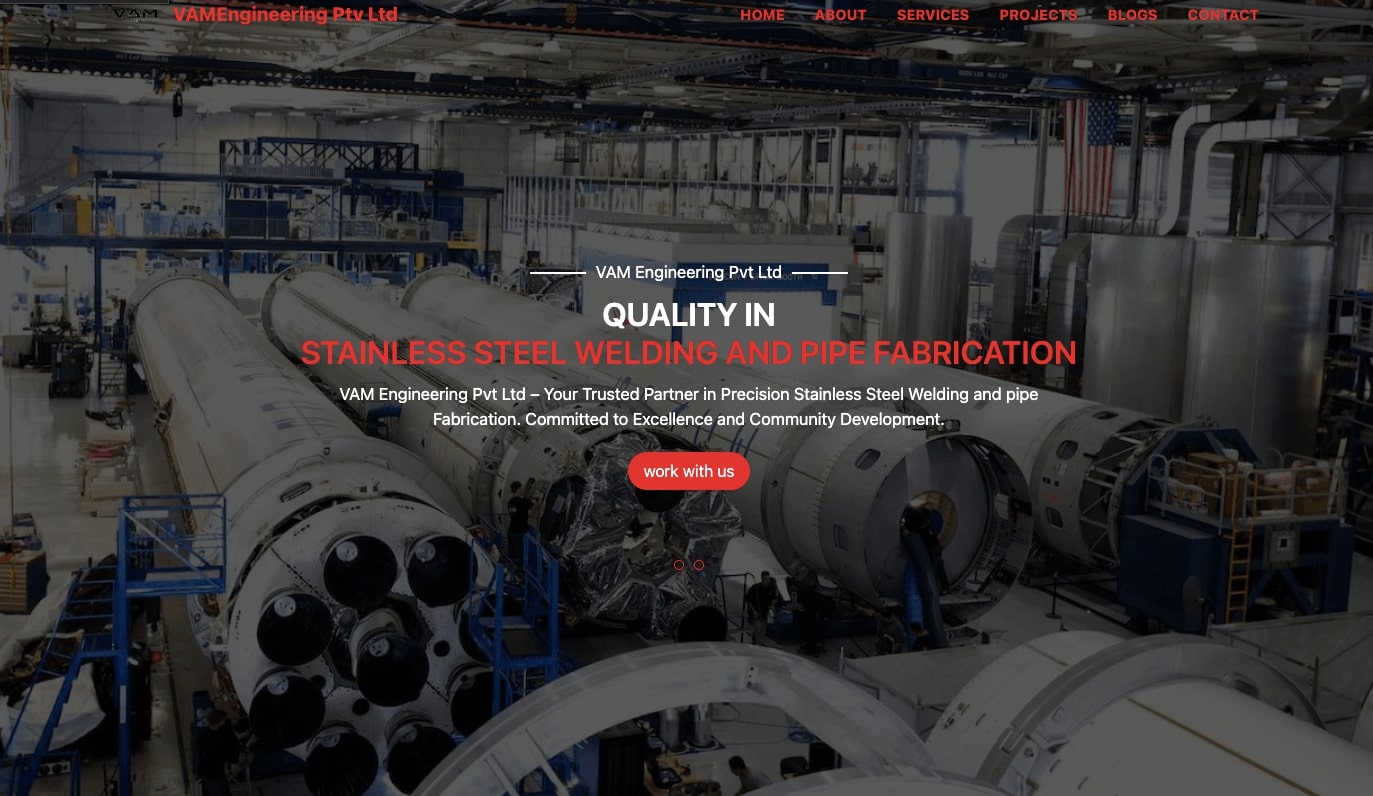 VAM VAMEngineering Ptv Ltd
HOME ABOUT SERVICES PROJECTS BLOGS CONTACT
VAM Engineering Pvt Ltd
QUALITY IN
STAINLESS STEEL WELDING AND PIPE FABRICATION
VAM Engineering Pvt Ltd – Your Trusted Partner in Precision Stainless Steel Welding and pipe
Fabrication. Committed to Excellence and Community Development.
work with us